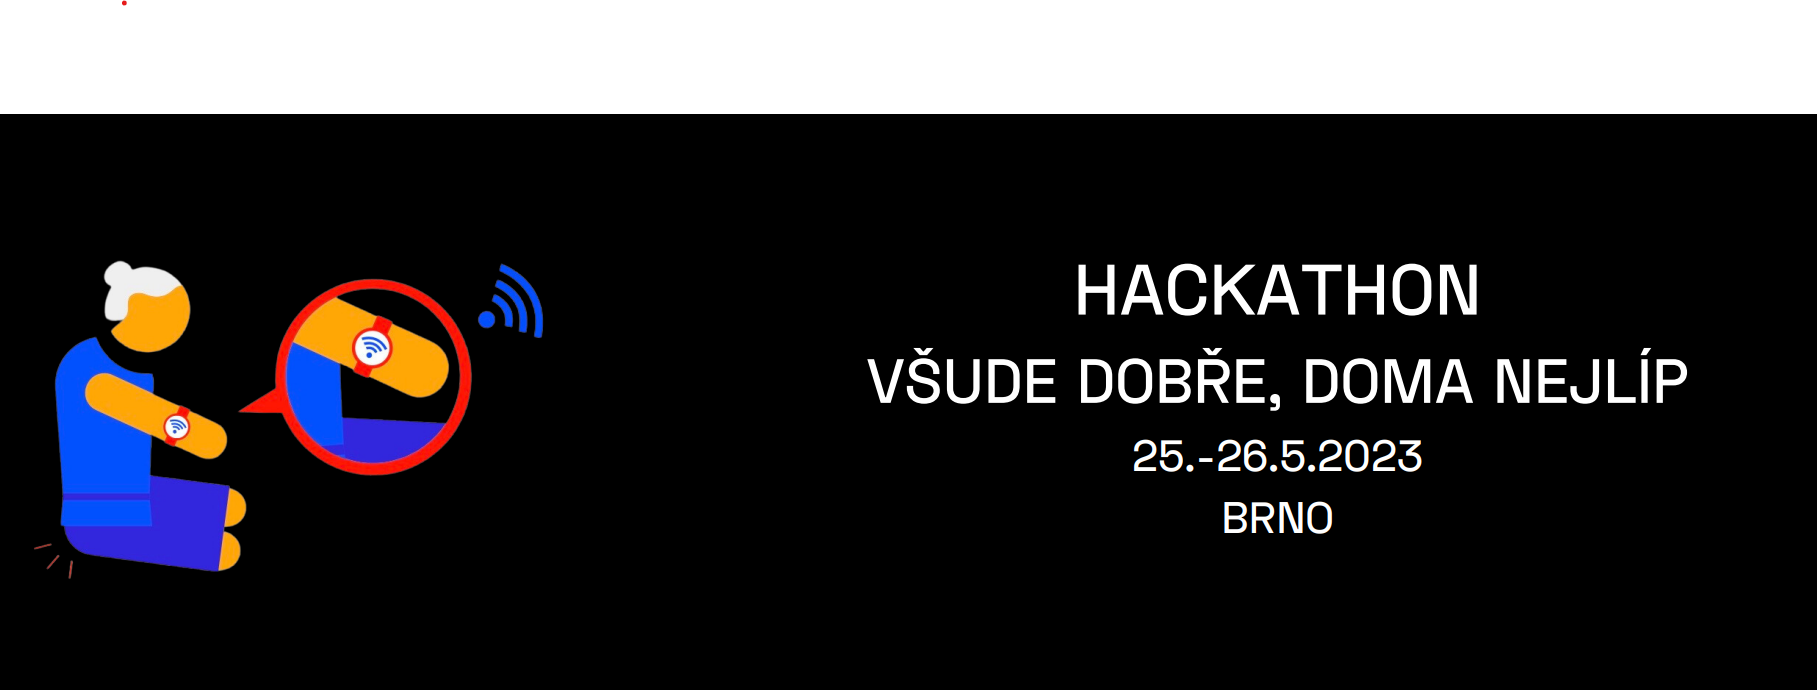 HACKATHON
VŠUDE DOBŘE, DOMA NEJLÍP
25.-26.5.2023
BRNO